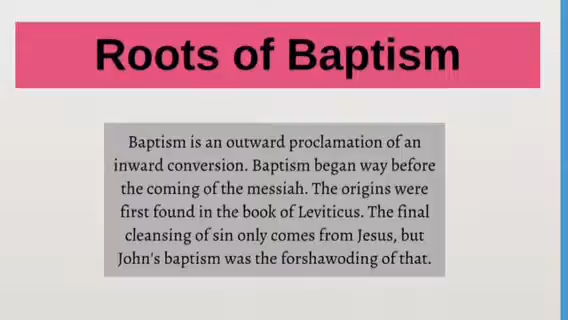 Roots of Baptism
Baptism is an outward proclamation of an
inward conversion. Baptism began way before
the coming of the messiah. The origins were
first found in the book of Leviticus. The final
cleansing of sin only comes from Jesus, but
John's baptism was the forshawoding of that.